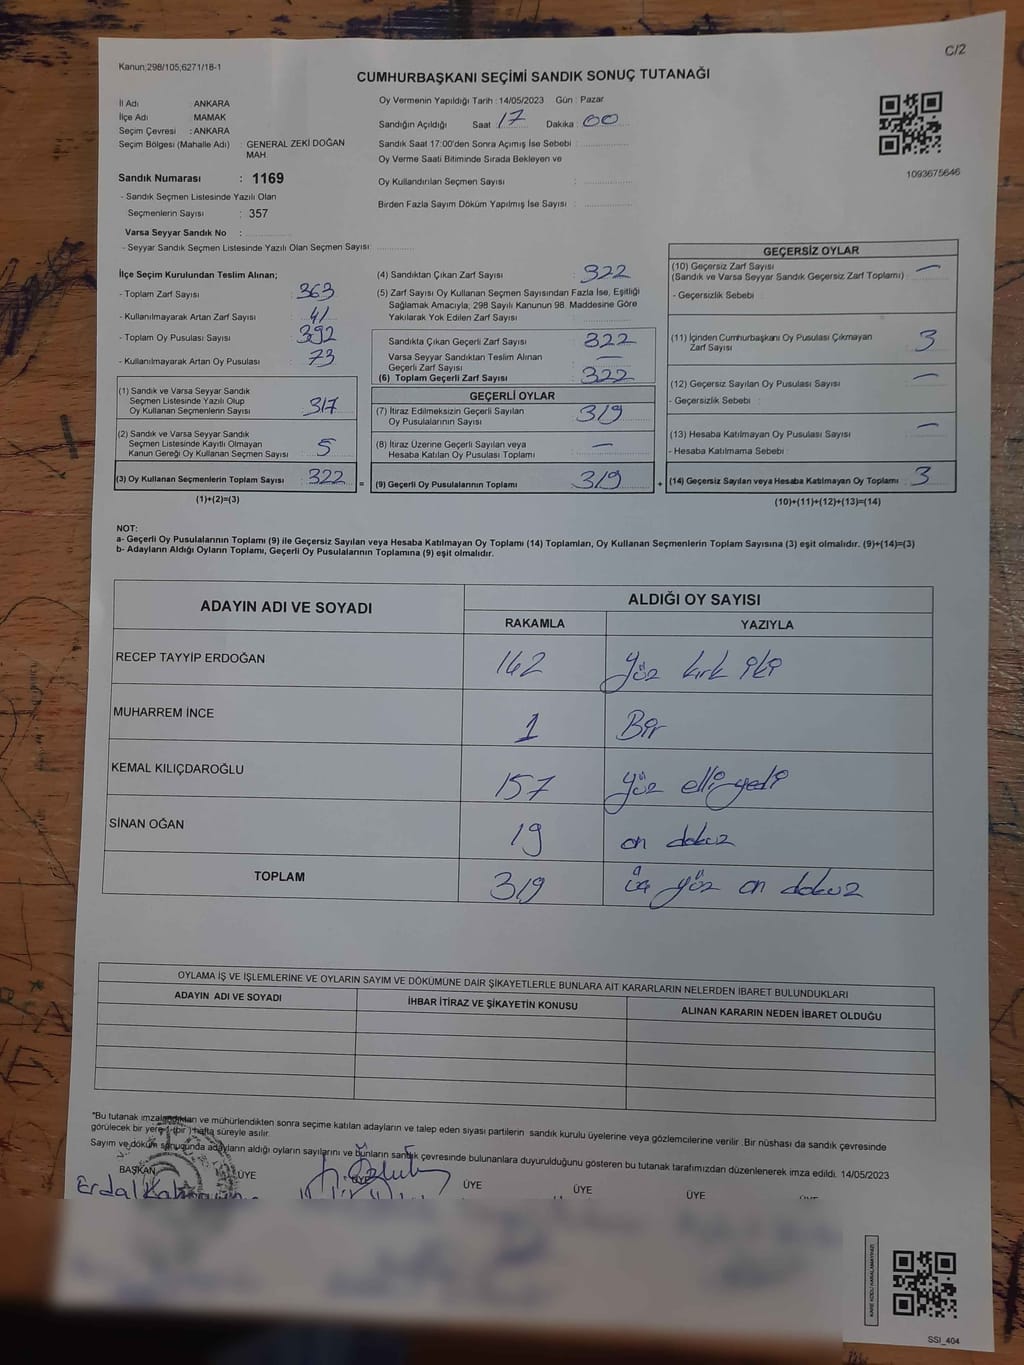 C/2
Kanun;298/105,6271/18-1
CUMHURBAŞKANI SEÇİMİ SANDIK SONUÇ TUTANAĞI
İl Adı : ANKARA
İlçe Adı : MAMAK
Seçim Çevresi : ANKARA
Seçim Bölgesi (Mahalle Adı) : GENERAL ZEKİ DOĞAN MAH
Sandık Numarası : 1169
- Sandık Seçmen Listesinde Yazılı Olan
Seçmenlerin Sayısı : 357
Varsa Seyyar Sandık No :
- Seyyar Sandık Seçmen Listesinde Yazılı Olan Seçmen Sayısı:
Oy Vermenin Yapıldığı Tarih : 14/05/2023 Gün : Pazar
Sandığın Açıldığı Saat : 17 Dakika : 00
Sandık Saat 17:00'den Sonra Açımış İse Sebebi :
Oy Verme Saati Bitiminde Sırada Bekleyen ve
Oy Kullandırılan Seçmen Sayısı :
Birden Fazla Sayım Döküm Yapılmış İse Sayısı :
1093675646
İlçe Seçim Kurulundan Teslim Alınan;
- Toplam Zarf Sayısı : 363
- Kullanılmayarak Artan Zarf Sayısı : 41
- Toplam Oy Pusulası Sayısı : 392
- Kullanılmayarak Artan Oy Pusulası : 73
(1) Sandık ve Varsa Seyyar Sandık
Seçmen Listesinde Yazılı Olup
Oy Kullanan Seçmenlerin Sayısı : 317
(2) Sandık ve Varsa Seyyar Sandık
Seçmen Listesinde Kayıtlı Olmayan
Kanun Gereği Oy Kullanan Seçmen Sayısı : 5
(3) Oy Kullanan Seçmenlerin Toplam Sayısı : 322
(1)+(2)=(3)
(4) Sandıktan Çıkan Zarf Sayısı : 322
(5) Zarf Sayısı Oy Kullanan Seçmen Sayısından Fazla İse, Eşitliği
Sağlamak Amacıyla, 298 Sayılı Kanunun 98. Maddesine Göre
Yakılarak Yok Edilen Zarf Sayısı :
Sandıkta Çıkan Geçerli Zarf Sayısı : 322
Varsa Seyyar Sandıktan Teslim Alınan
Geçerli Zarf Sayısı : —
(6) Toplam Geçerli Zarf Sayısı : 322
GEÇERLİ OYLAR
(7) İtiraz Edilmeksizin Geçerli Sayılan
Oy Pusulalarının Sayısı : 319
(8) İtiraz Üzerine Geçerli Sayılan veya
Hesaba Katılan Oy Pusulası Toplamı : —
= (9) Geçerli Oy Pusulalarının Toplamı : 319
GEÇERSİZ OYLAR
(10) Geçersiz Zarf Sayısı
(Sandık ve Varsa Seyyar Sandık Geçersiz Zarf Toplamı) : —
- Geçersizlik Sebebi :
(11) İçinden Cumhurbaşkanı Oy Pusulası Çıkmayan
Zarf Sayısı : 3
(12) Geçersiz Sayılan Oy Pusulası Sayısı : —
- Geçersizlik Sebebi :
(13) Hesaba Katılmayan Oy Pusulası Sayısı : —
- Hesaba Katılmama Sebebi :
+ (14) Geçersiz Sayılan veya Hesaba Katılmayan Oy Toplamı : 3
(10)+(11)+(12)+(13)=(14)
NOT:
a- Geçerli Oy Pusulalarının Toplamı (9) ile Geçersiz Sayılan veya Hesaba Katılmayan Oy Toplamı (14) Toplamları, Oy Kullanan Seçmenlerin Toplam Sayısına (3) eşit olmalıdır. (9)+(14)=(3)
b- Adayların Aldığı Oyların Toplamı, Geçerli Oy Pusulalarının Toplamına (9) eşit olmalıdır.
ADAYIN ADI VE SOYADI ALDIĞI OY SAYISI
RAKAMLA YAZIYLA
RECEP TAYYİP ERDOĞAN 142 Yüz kırk iki
MUHARREM İNCE 1 Bir
KEMAL KILIÇDAROĞLU 157 Yüz elli yedi
SİNAN OĞAN 19 on dokuz
TOPLAM 319 üç yüz on dokuz
OYLAMA İŞ VE İŞLEMLERİNE VE OYLARIN SAYIM VE DÖKÜMÜNE DAİR ŞİKAYETLERLE BUNLARA AİT KARARLARIN NELERDEN İBARET BULUNDUKLARI
ADAYIN ADI VE SOYADI İHBAR İTİRAZ VE ŞİKAYETİN KONUSU ALINAN KARARIN NEDEN İBARET OLDUĞU
*Bu tutanak imzalandıktan ve mühürlendikten sonra seçime katılan adayların ve talep eden siyasi partilerin sandık kurulu üyelerine veya gözlemcilerine verilir .Bir nüshası da sandık çevresinde
görülecek bir yere 1 (bir ) hafta süreyle asılır.
Sayım ve döküm sonuçunda adayların aldığı oyların sayılarını ve bunların sandık çevresinde bulunanlara duyurulduğunu gösteren bu tutanak tarafımızdan düzenlenerek imza edildi. 14/05/2023
BAŞKAN ÜYE ÜYE ÜYE ÜYE ÜYE
Erdal
KARE KODU KARALAMAYINIZ!
SSI_404